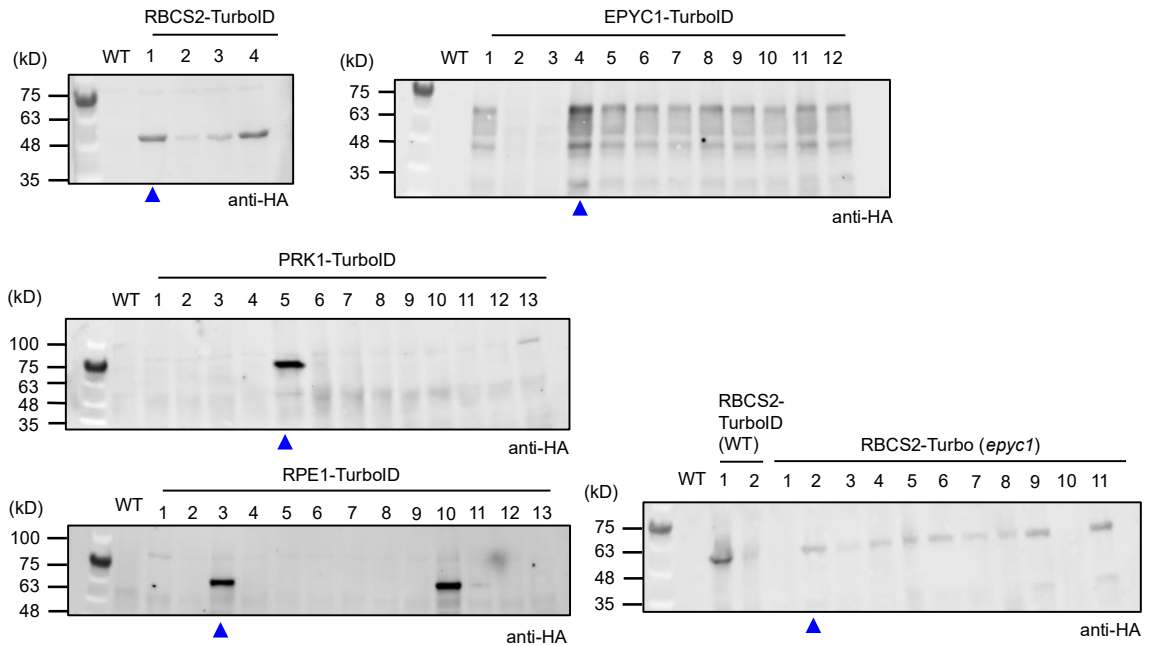 RBCS2-TurboID
(kD) WT 1 2 3 4
75
63
48
35
anti-HA
EPYC1-TurboID
(kD) WT 1 2 3 4 5 6 7 8 9 10 11 12
75
63
48
35
anti-HA
PRK1-TurboID
(kD) WT 1 2 3 4 5 6 7 8 9 10 11 12 13
100
75
63
48
35
anti-HA
RPE1-TurboID
(kD) WT 1 2 3 4 5 6 7 8 9 10 11 12 13
100
75
63
48
anti-HA
RBCS2-
TurboID
(WT)
RBCS2-Turbo (epyc1)
(kD) WT 1 2 1 2 3 4 5 6 7 8 9 10 11
75
63
48
35
anti-HA